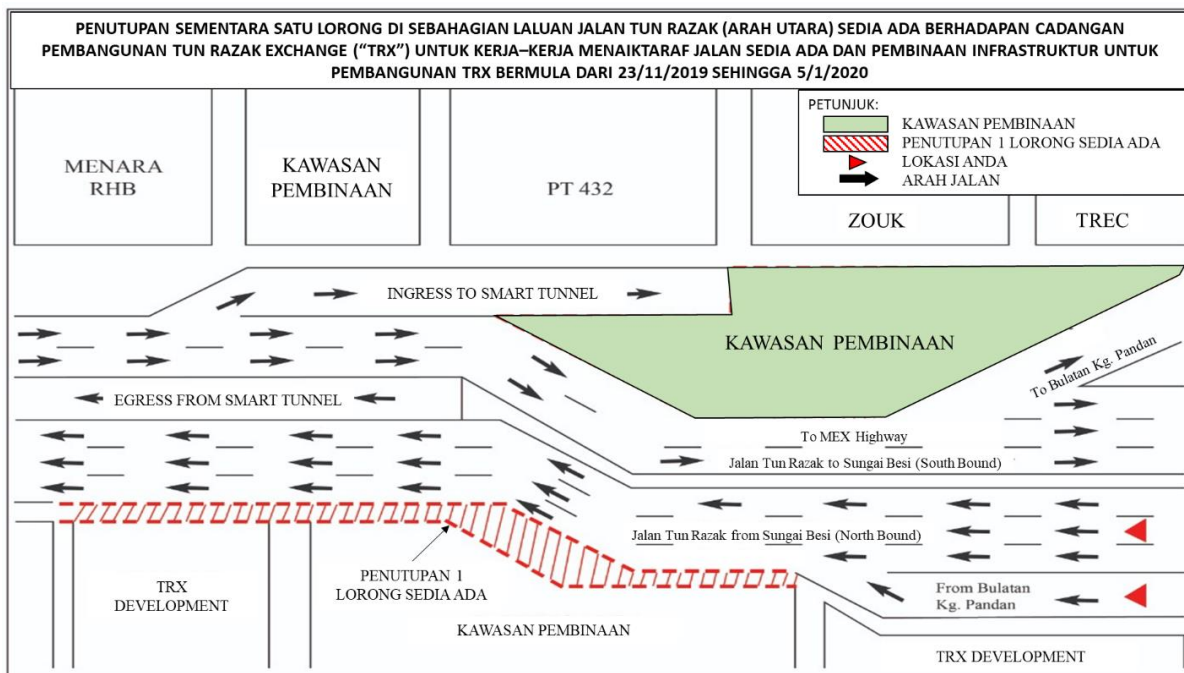 PENUTUPAN SEMENTARA SATU LORONG DI SEBAHAGIAN LALUAN JALAN TUN RAZAK (ARAH UTARA) SEDIA ADA BERHADAPAN CADANGAN
PEMBANGUNAN TUN RAZAK EXCHANGE (“TRX”) UNTUK KERJA–KERJA MENAIKTARAF JALAN SEDIA ADA DAN PEMBINAAN INFRASTRUKTUR UNTUK
PEMBANGUNAN TRX BERMULA DARI 23/11/2019 SEHINGGA 5/1/2020
PETUNJUK:
KAWASAN PEMBINAAN
PENUTUPAN 1 LORONG SEDIA ADA
LOKASI ANDA
ARAH JALAN
MENARA
RHB
KAWASAN
PEMBINAAN
PT 432
ZOUK
TREC
INGRESS TO SMART TUNNEL
KAWASAN PEMBINAAN
To Bulatan Kg. Pandan
EGRESS FROM SMART TUNNEL
To MEX Highway
Jalan Tun Razak to Sungai Besi (South Bound)
Jalan Tun Razak from Sungai Besi (North Bound)
From Bulatan
Kg. Pandan
PENUTUPAN 1
LORONG SEDIA ADA
TRX
DEVELOPMENT
KAWASAN PEMBINAAN
TRX DEVELOPMENT